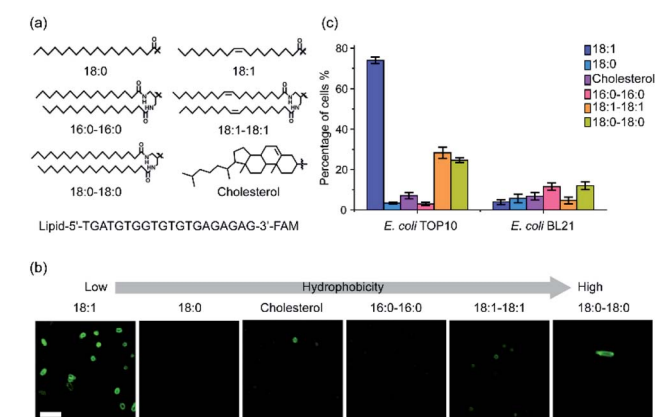 (a)
18:0
18:1
16:0-16:0
18:1-18:1
18:0-18:0
Cholesterol
Lipid-5'-TGATGTGGTGTGTGAGAGAG-3'-FAM
(c)
Percentage of cells %
80
60
40
20
0
E. coli TOP10
E. coli BL21
18:1
18:0
Cholesterol
16:0-16:0
18:1-18:1
18:0-18:0
(b)
Low
Hydrophobicity
High
18:1
18:0
Cholesterol
16:0-16:0
18:1-18:1
18:0-18:0